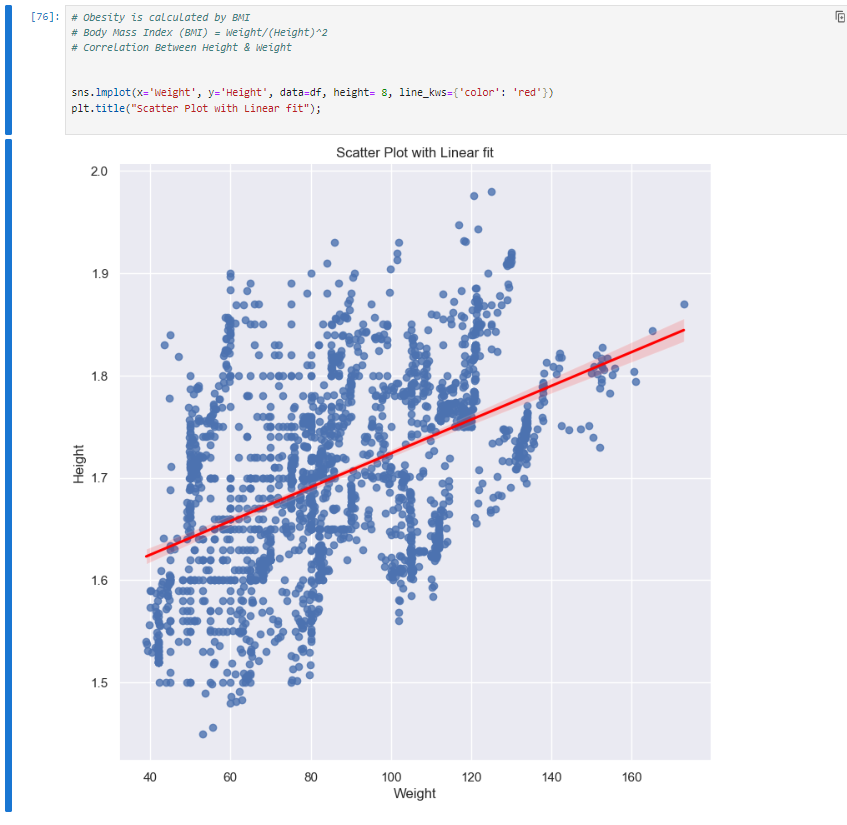 [76]:
# Obesity is calculated by BMI
# Body Mass Index (BMI) = Weight/(Height)^2
# Correlation Between Height & Weight
sns.lmplot(x='Weight', y='Height', data=df, height= 8, line_kws={'color': 'red'})
plt.title("Scatter Plot with Linear fit");
Scatter Plot with Linear fit
2.0
1.9
1.8
1.7
1.6
1.5
Height
40 60 80 100 120 140 160
Weight